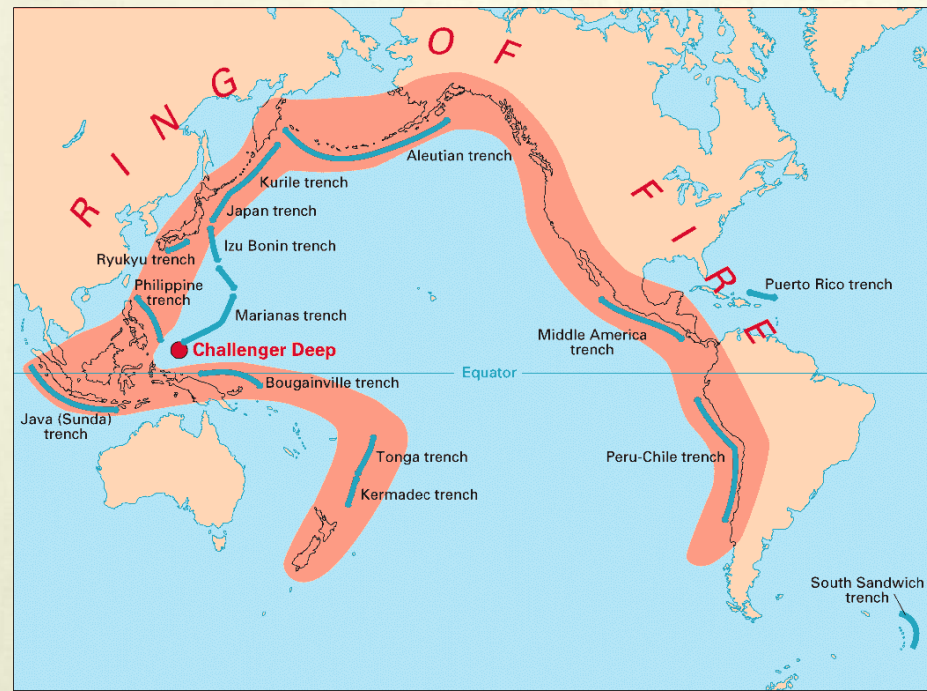 RING OF FIRE
Aleutian trench
Kurile trench
Japan trench
Izu Bonin trench
Ryukyu trench
Philippine
trench
Marianas trench
Challenger Deep
Puerto Rico trench
Middle America
trench
Equator
Bougainville trench
Java (Sunda)
trench
Tonga trench
Kermadec trench
Peru-Chile trench
South Sandwich
trench